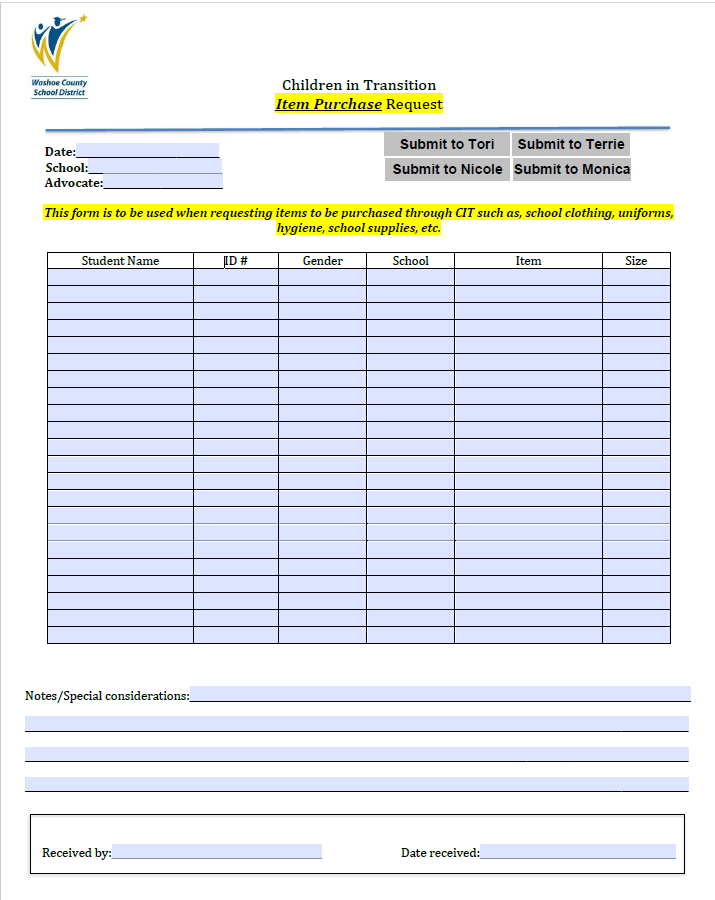 Washoe County
School District
Children in Transition
Item Purchase Request
Date:
School:
Advocate:
Submit to Tori
Submit to Terrie
Submit to Nicole
Submit to Monica
This form is to be used when requesting items to be purchased through CIT such as, school clothing, uniforms,
hygiene, school supplies, etc.
Student Name ID # Gender School Item Size
Notes/Special considerations:
Received by: Date received: